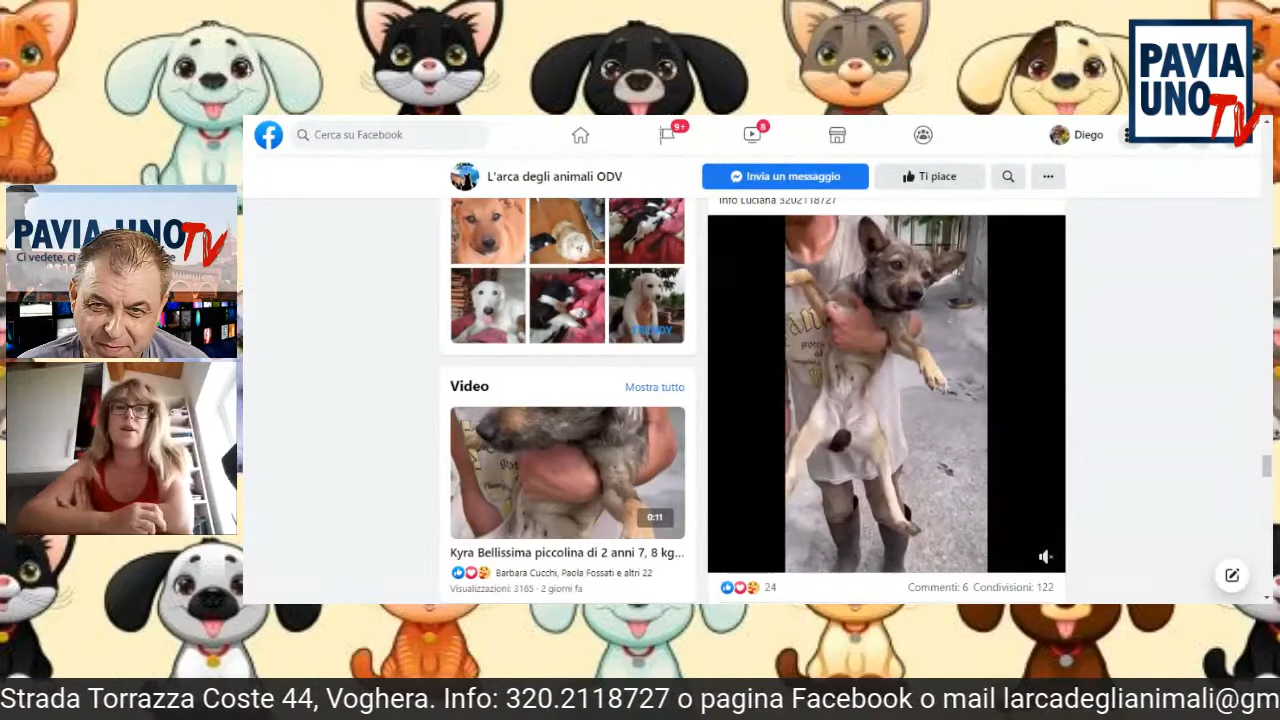 PAVIA
UNO
TV
Cerca su Facebook
9+
8
Diego
L'arca degli animali ODV
Invia un messaggio
Ti piace
Info Luciana 3202118727
PAVIA UNO TV
Ci vedete, ci
Video
Mostra tutto
0:11
Kyra Bellissima piccolina di 2 anni 7, 8 kg...
Barbara Cucchi, Paola Fossati e altri 22
Visualizzazioni: 3165 · 2 giorni fa
24
Commenti: 6 Condivisioni: 122
Strada Torrazza Coste 44, Voghera. Info: 320.2118727 o pagina Facebook o mail larcadeglianimali@gm